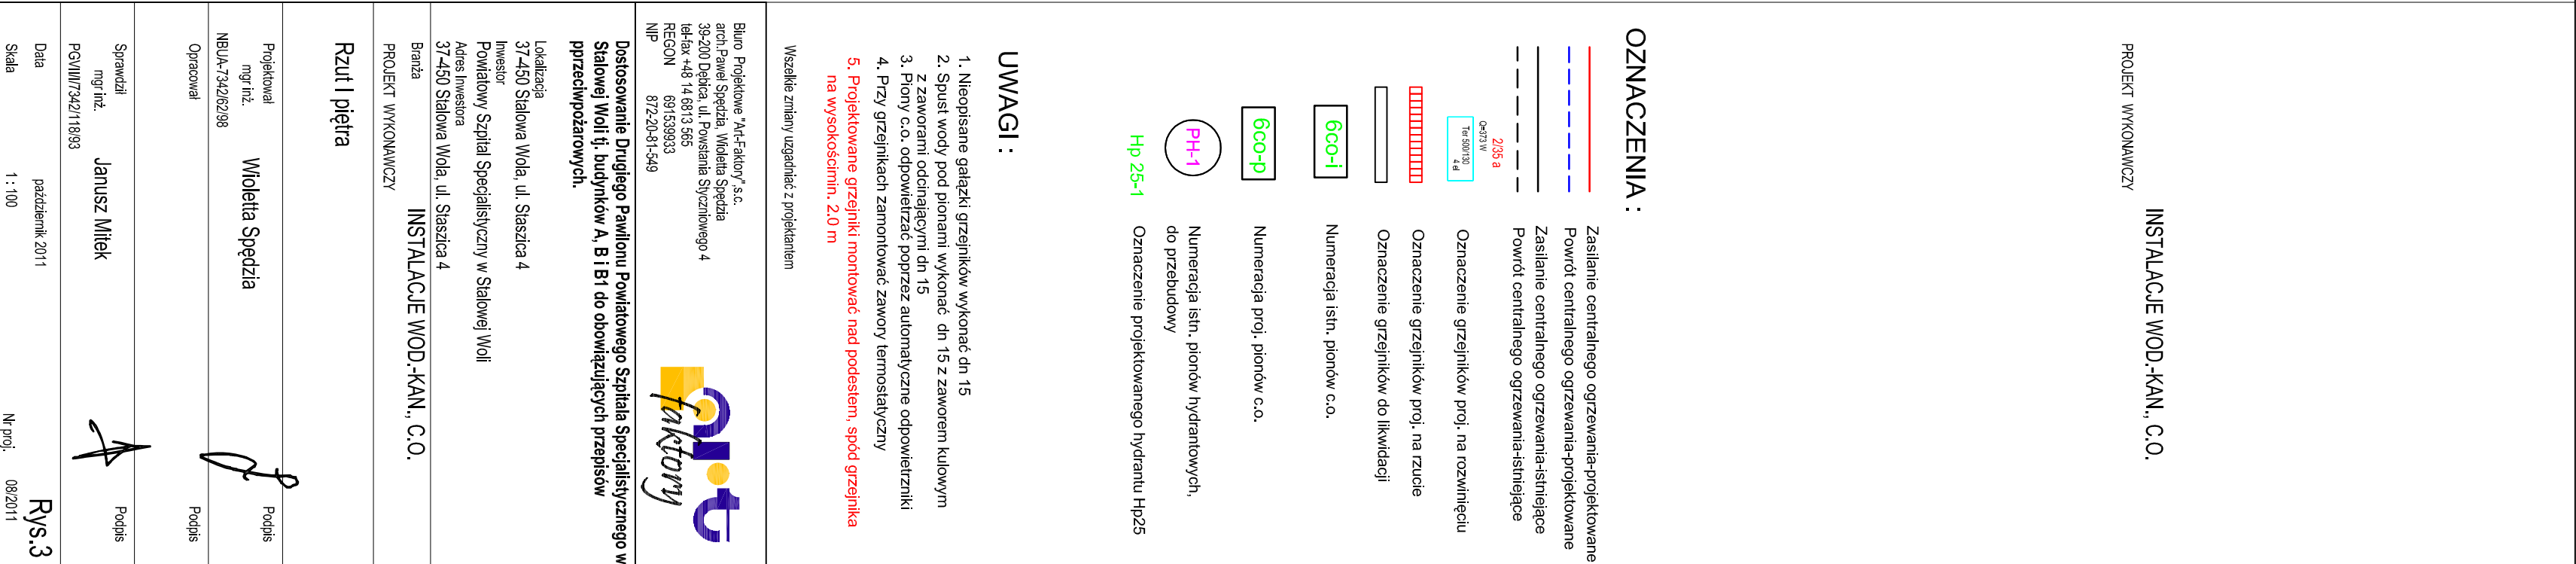 PROJEKT WYKONAWCZY
INSTALACJE WOD.-KAN., C.O.
OZNACZENIA :
Zasilanie centralnego ogrzewania-projektowane
Powrót centralnego ogrzewania-projektowane
Zasilanie centralnego ogrzewania-istniejące
Powrót centralnego ogrzewania-istniejące
2/35 a
Q=373 W
Ter 500/130
4 el
Oznaczenie grzejników proj. na rozwinięciu
Oznaczenie grzejników proj. na rzucie
Oznaczenie grzejników do likwidacji
6co-i
Numeracja istn. pionów c.o.
6co-p
Numeracja proj. pionów c.o.
PH-1
Numeracja istn. pionów hydrantowych,
do przebudowy
Hp 25-1
Oznaczenie projektowanego hydrantu Hp25
UWAGI :
1. Nieopisane gałązki grzejników wykonać dn 15
2. Spust wody pod pionami wykonać dn 15 z zaworem kulowym
z zaworami odcinającymi dn 15
3. Piony c.o. odpowietrzać poprzez automatyczne odpowietrzniki
4. Przy grzejnikach zamontować zawory termostatyczny
5. Projektowane grzejniki montować nad podestem, spód grzejnika
na wysokościmin. 2.0 m
Wszelkie zmiany uzgadniać z projektantem
Biuro Projektowe "Art-Faktory",s.c.
arch.Paweł Spędzia, Wioletta Spędzia
39-200 Dębica, ul. Powstania Styczniowego 4
tel-fax +48 14 6813 565
REGON 691539933
NIP 872-20-81-5449
art
faktory
Dostosowanie Drugiego Pawilonu Powiatowego Szpitala Specjalistycznego w
Stalowej Woli tj. budynków A, B i B1 do obowiązujących przepisów
pprzeciwpożarowych.
Lokalizacja
37-450 Stalowa Wola, ul. Staszica 4
Inwestor
Powiatowy Szpital Specjalistyczny w Stalowej Woli
Adres Inwestora
37-450 Stalowa Wola, ul. Staszica 4
Branża
INSTALACJE WOD.-KAN., C.O.
PROJEKT WYKONAWCZY
Rzut I piętra
Projektował
Podpis
mgr inż. Wioletta Spędzia
NBUA-7342/62/98
Opracował
Podpis
Sprawdził
Podpis
mgr inż. Janusz Mitek
PGVIII/7342/118/93
Data październik 2011
Rys.3
Skala 1 : 100 Nr proj. 08/2011